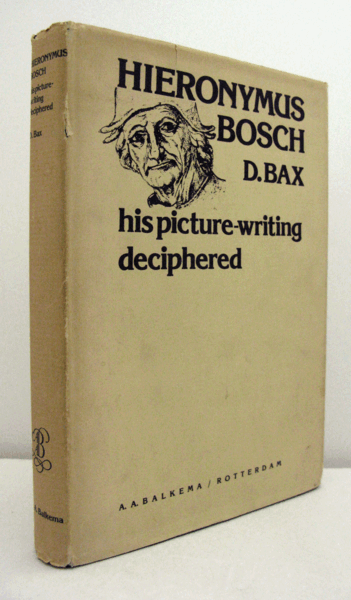 HIERONYMUS
BOSCH
his picture-
writing
deciphered
D. Bax
B
A. Balkema
HIERONYMUS
BOSCH
D. BAX
his picture-writing
deciphered
A. A. BALKEMA / ROTTERDAM